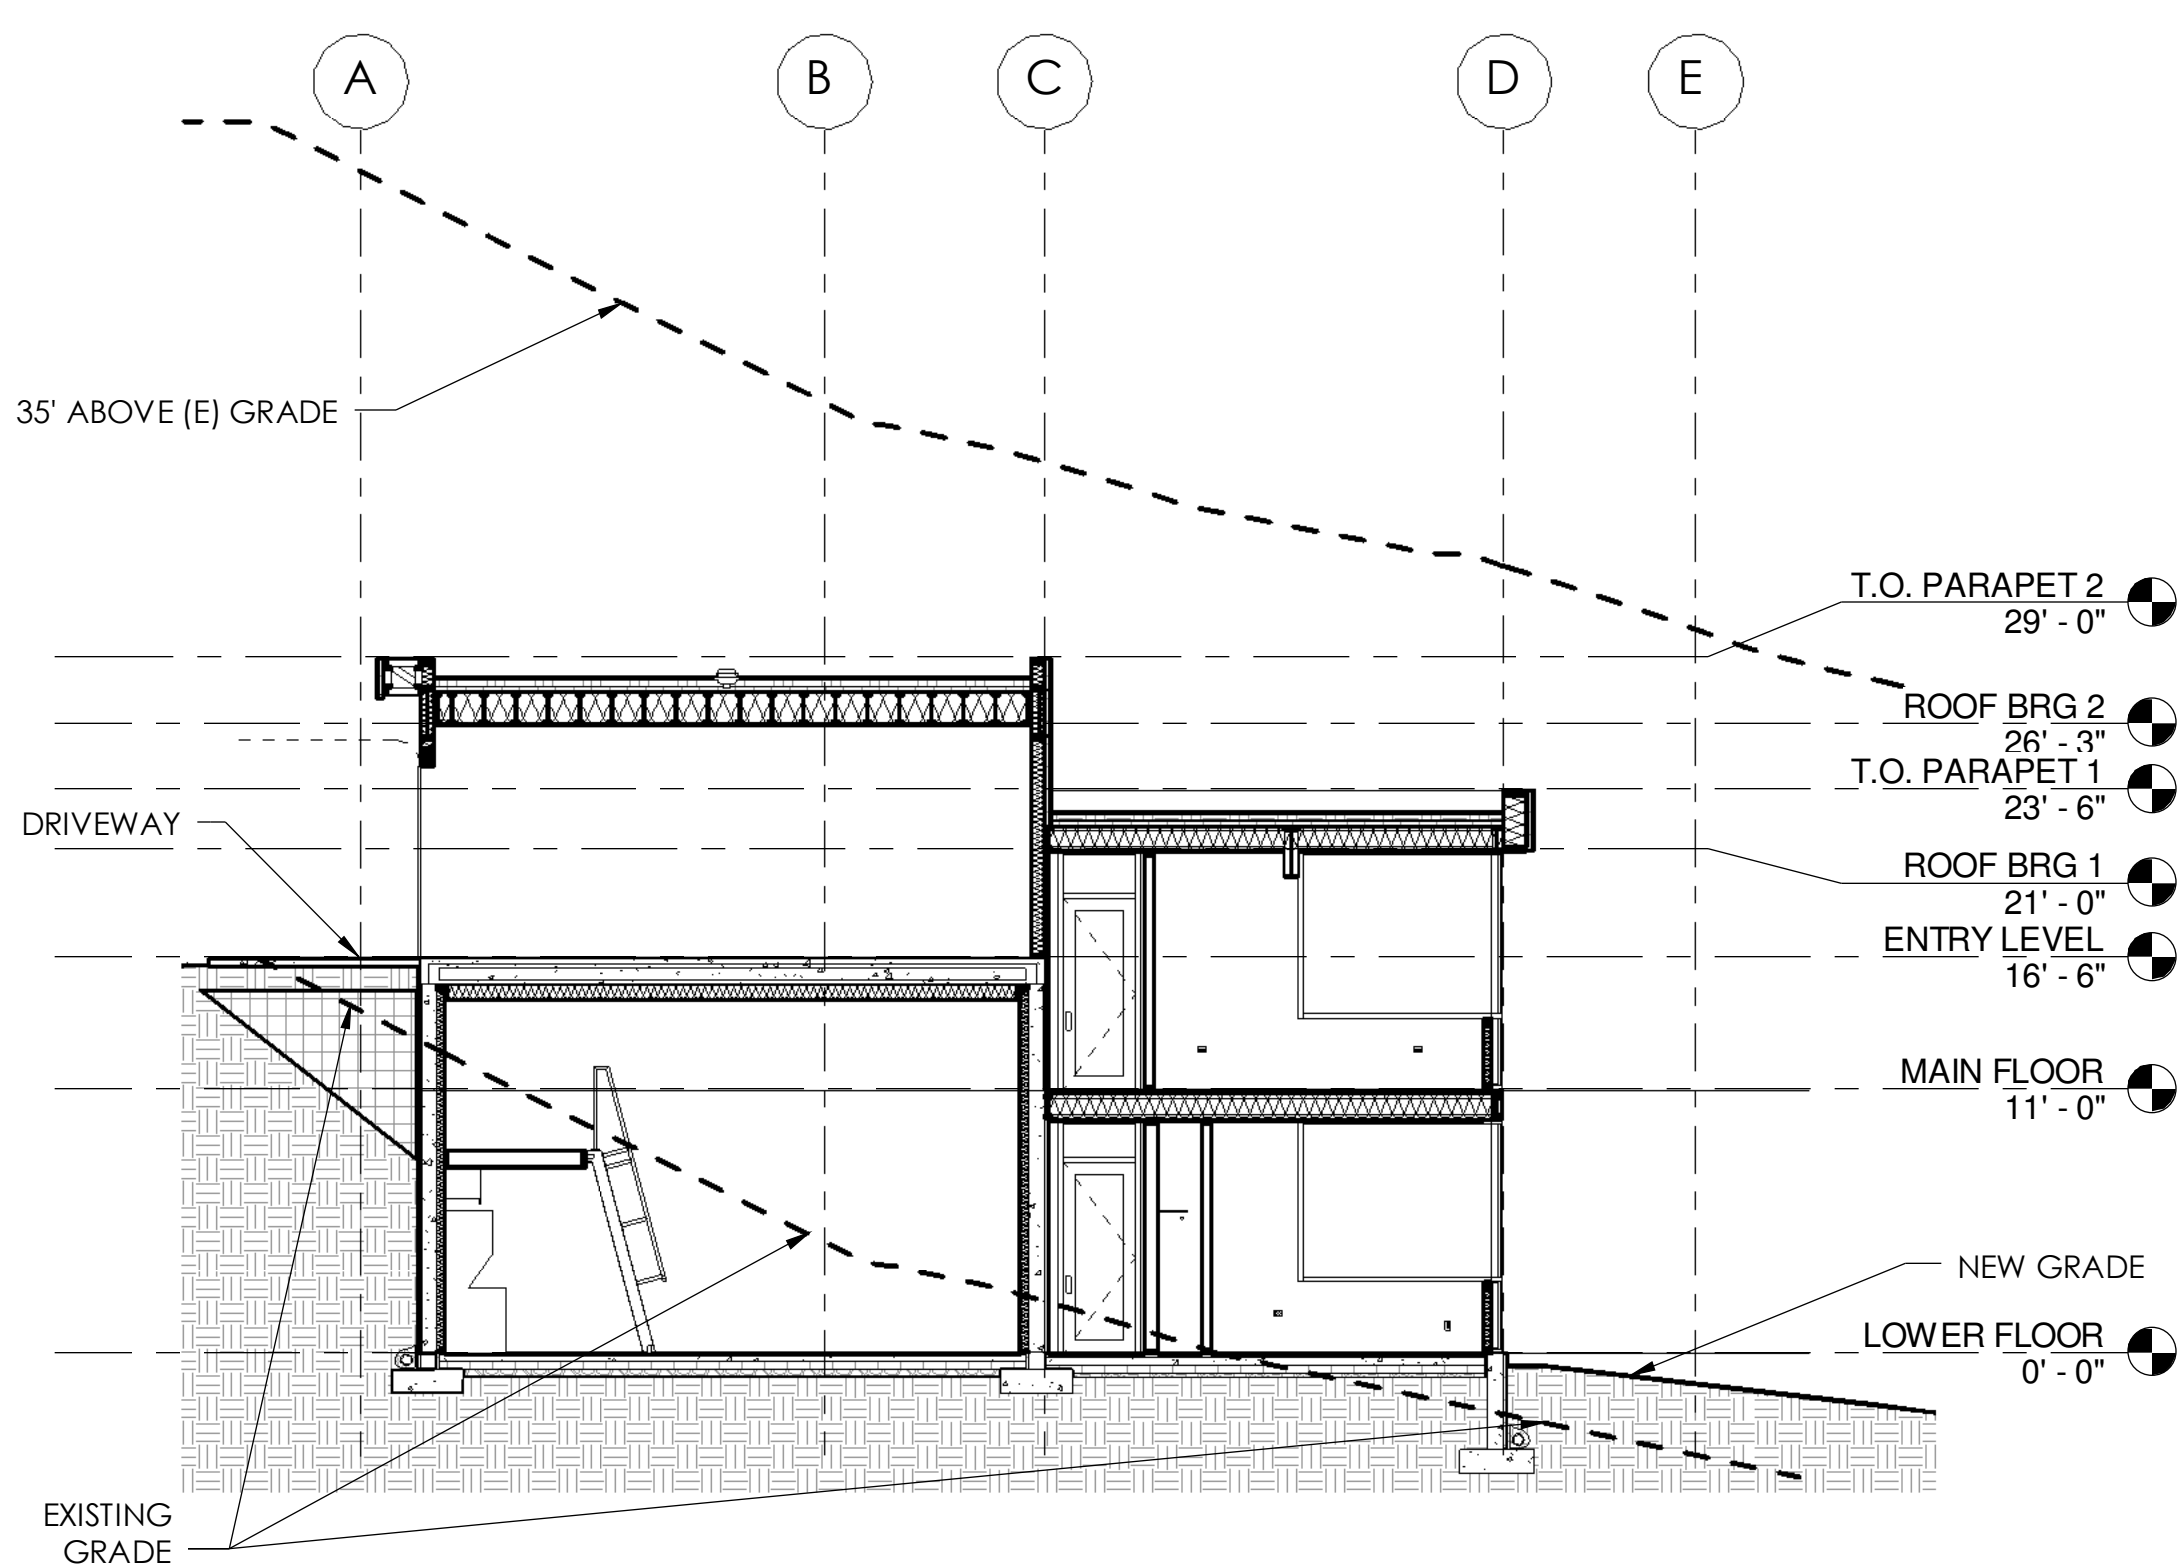 A
B
C
D
E
35' ABOVE (E) GRADE
T.O. PARAPET 2
29' - 0"
ROOF BRG 2
26' - 3"
T.O. PARAPET 1
23' - 6"
DRIVEWAY
ROOF BRG 1
21' - 0"
ENTRY LEVEL
16' - 6"
MAIN FLOOR
11' - 0"
NEW GRADE
LOWER FLOOR
0' - 0"
EXISTING
GRADE